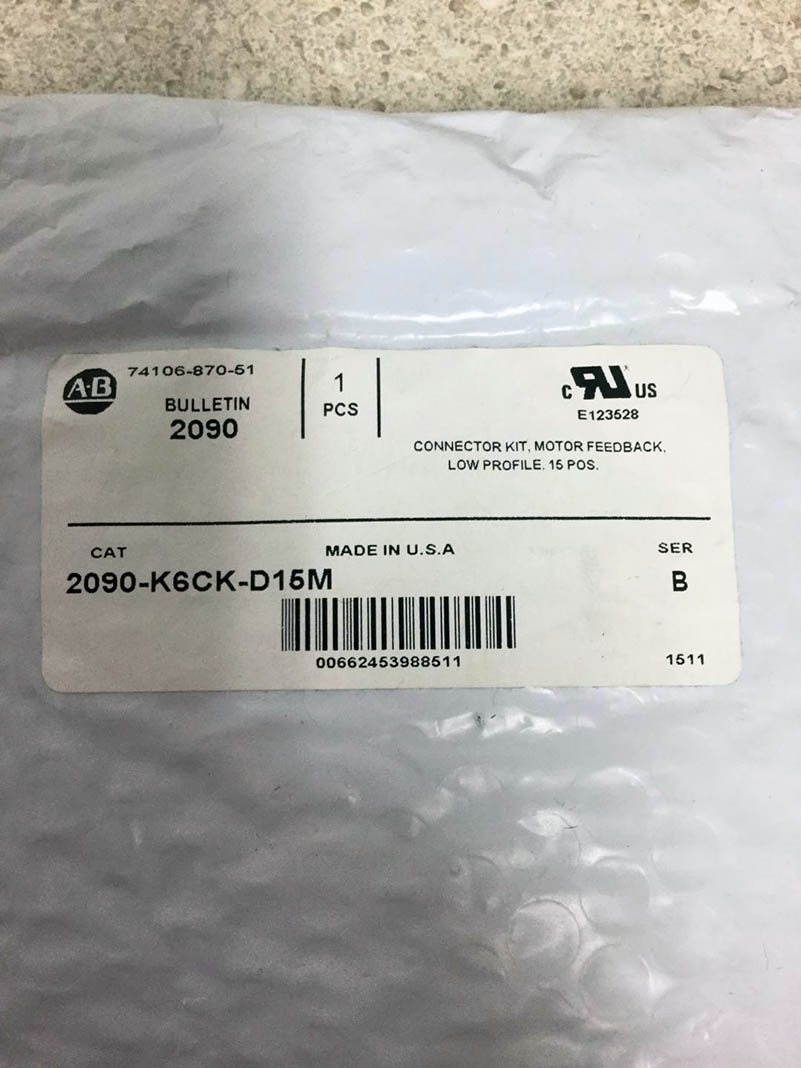 A·B
74106-870-51
BULLETIN
2090
1
PCS
c RU US
E123528
CONNECTOR KIT, MOTOR FEEDBACK,
LOW PROFILE, 15 POS.
CAT
MADE IN U.S.A
SER
2090-K6CK-D15M
B
00662453988511
1511